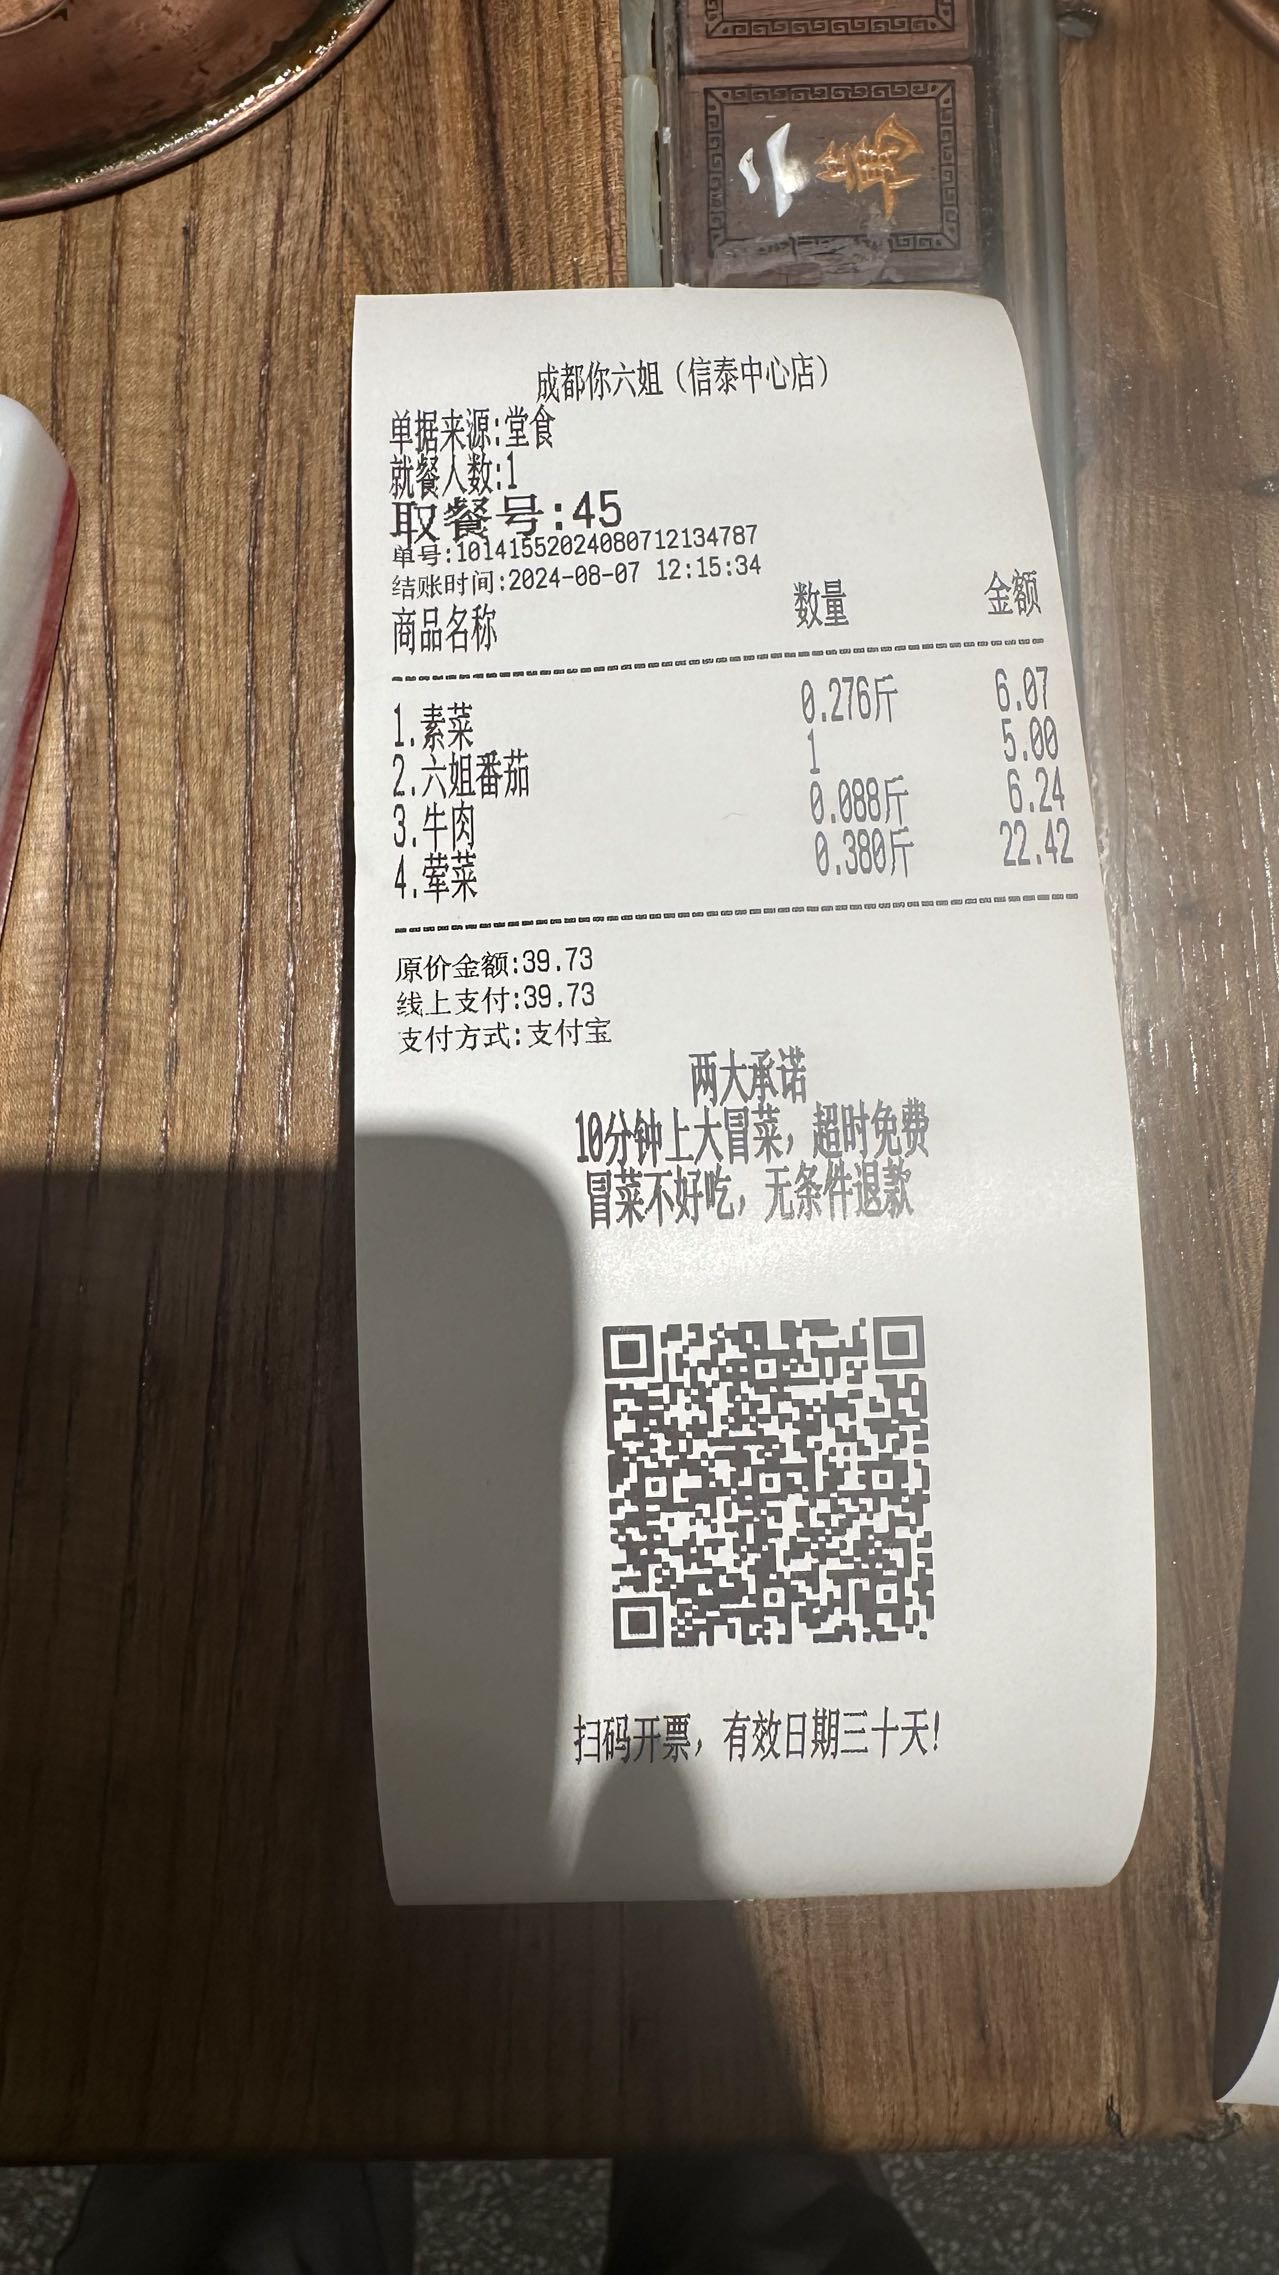 一
萬
成都你六姐（信泰中心店）
单据来源:堂食
就餐人数:1
取餐号:45
单号:10141552024080712134787
结账时间:2024-08-07 12:15:34
商品名称 数量 金额
1.素菜 0.276斤 6.07
2.六姐番茄 1 5.00
3.牛肉 0.088斤 6.24
4.荤菜 0.380斤 22.42
原价金额:39.73
线上支付:39.73
支付方式:支付宝
两大承诺
10分钟上大冒菜，超时免费
冒菜不好吃，无条件退款
扫码开票，有效日期三十天!